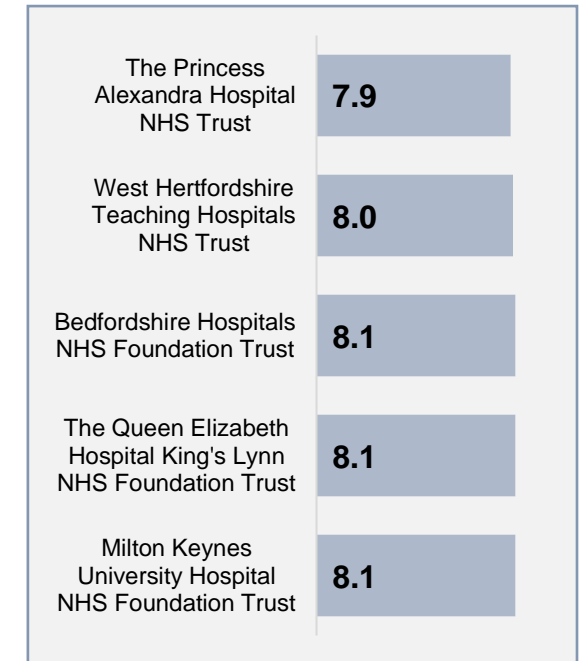 The Princess
Alexandra Hospital
NHS Trust
7.9
West Hertfordshire
Teaching Hospitals
NHS Trust
8.0
Bedfordshire Hospitals
NHS Foundation Trust
8.1
The Queen Elizabeth
Hospital King's Lynn
NHS Foundation Trust
8.1
Milton Keynes
University Hospital
NHS Foundation Trust
8.1